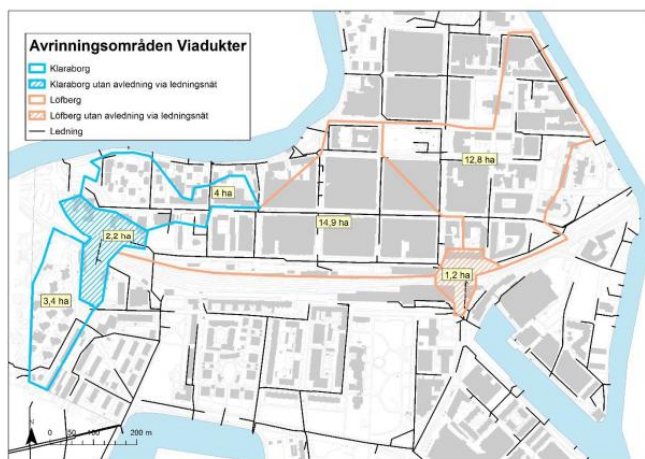 Avrinningsområden Viadukter
Klaraborg
Klaraborg utan avledning via ledningsnät
Löfberg
Löfberg utan avledning via ledningsnät
Ledning
12,8 ha
4 ha
14,9 ha
2,2 ha
1,2 ha
3,4 ha
N
0 50 100 200 m